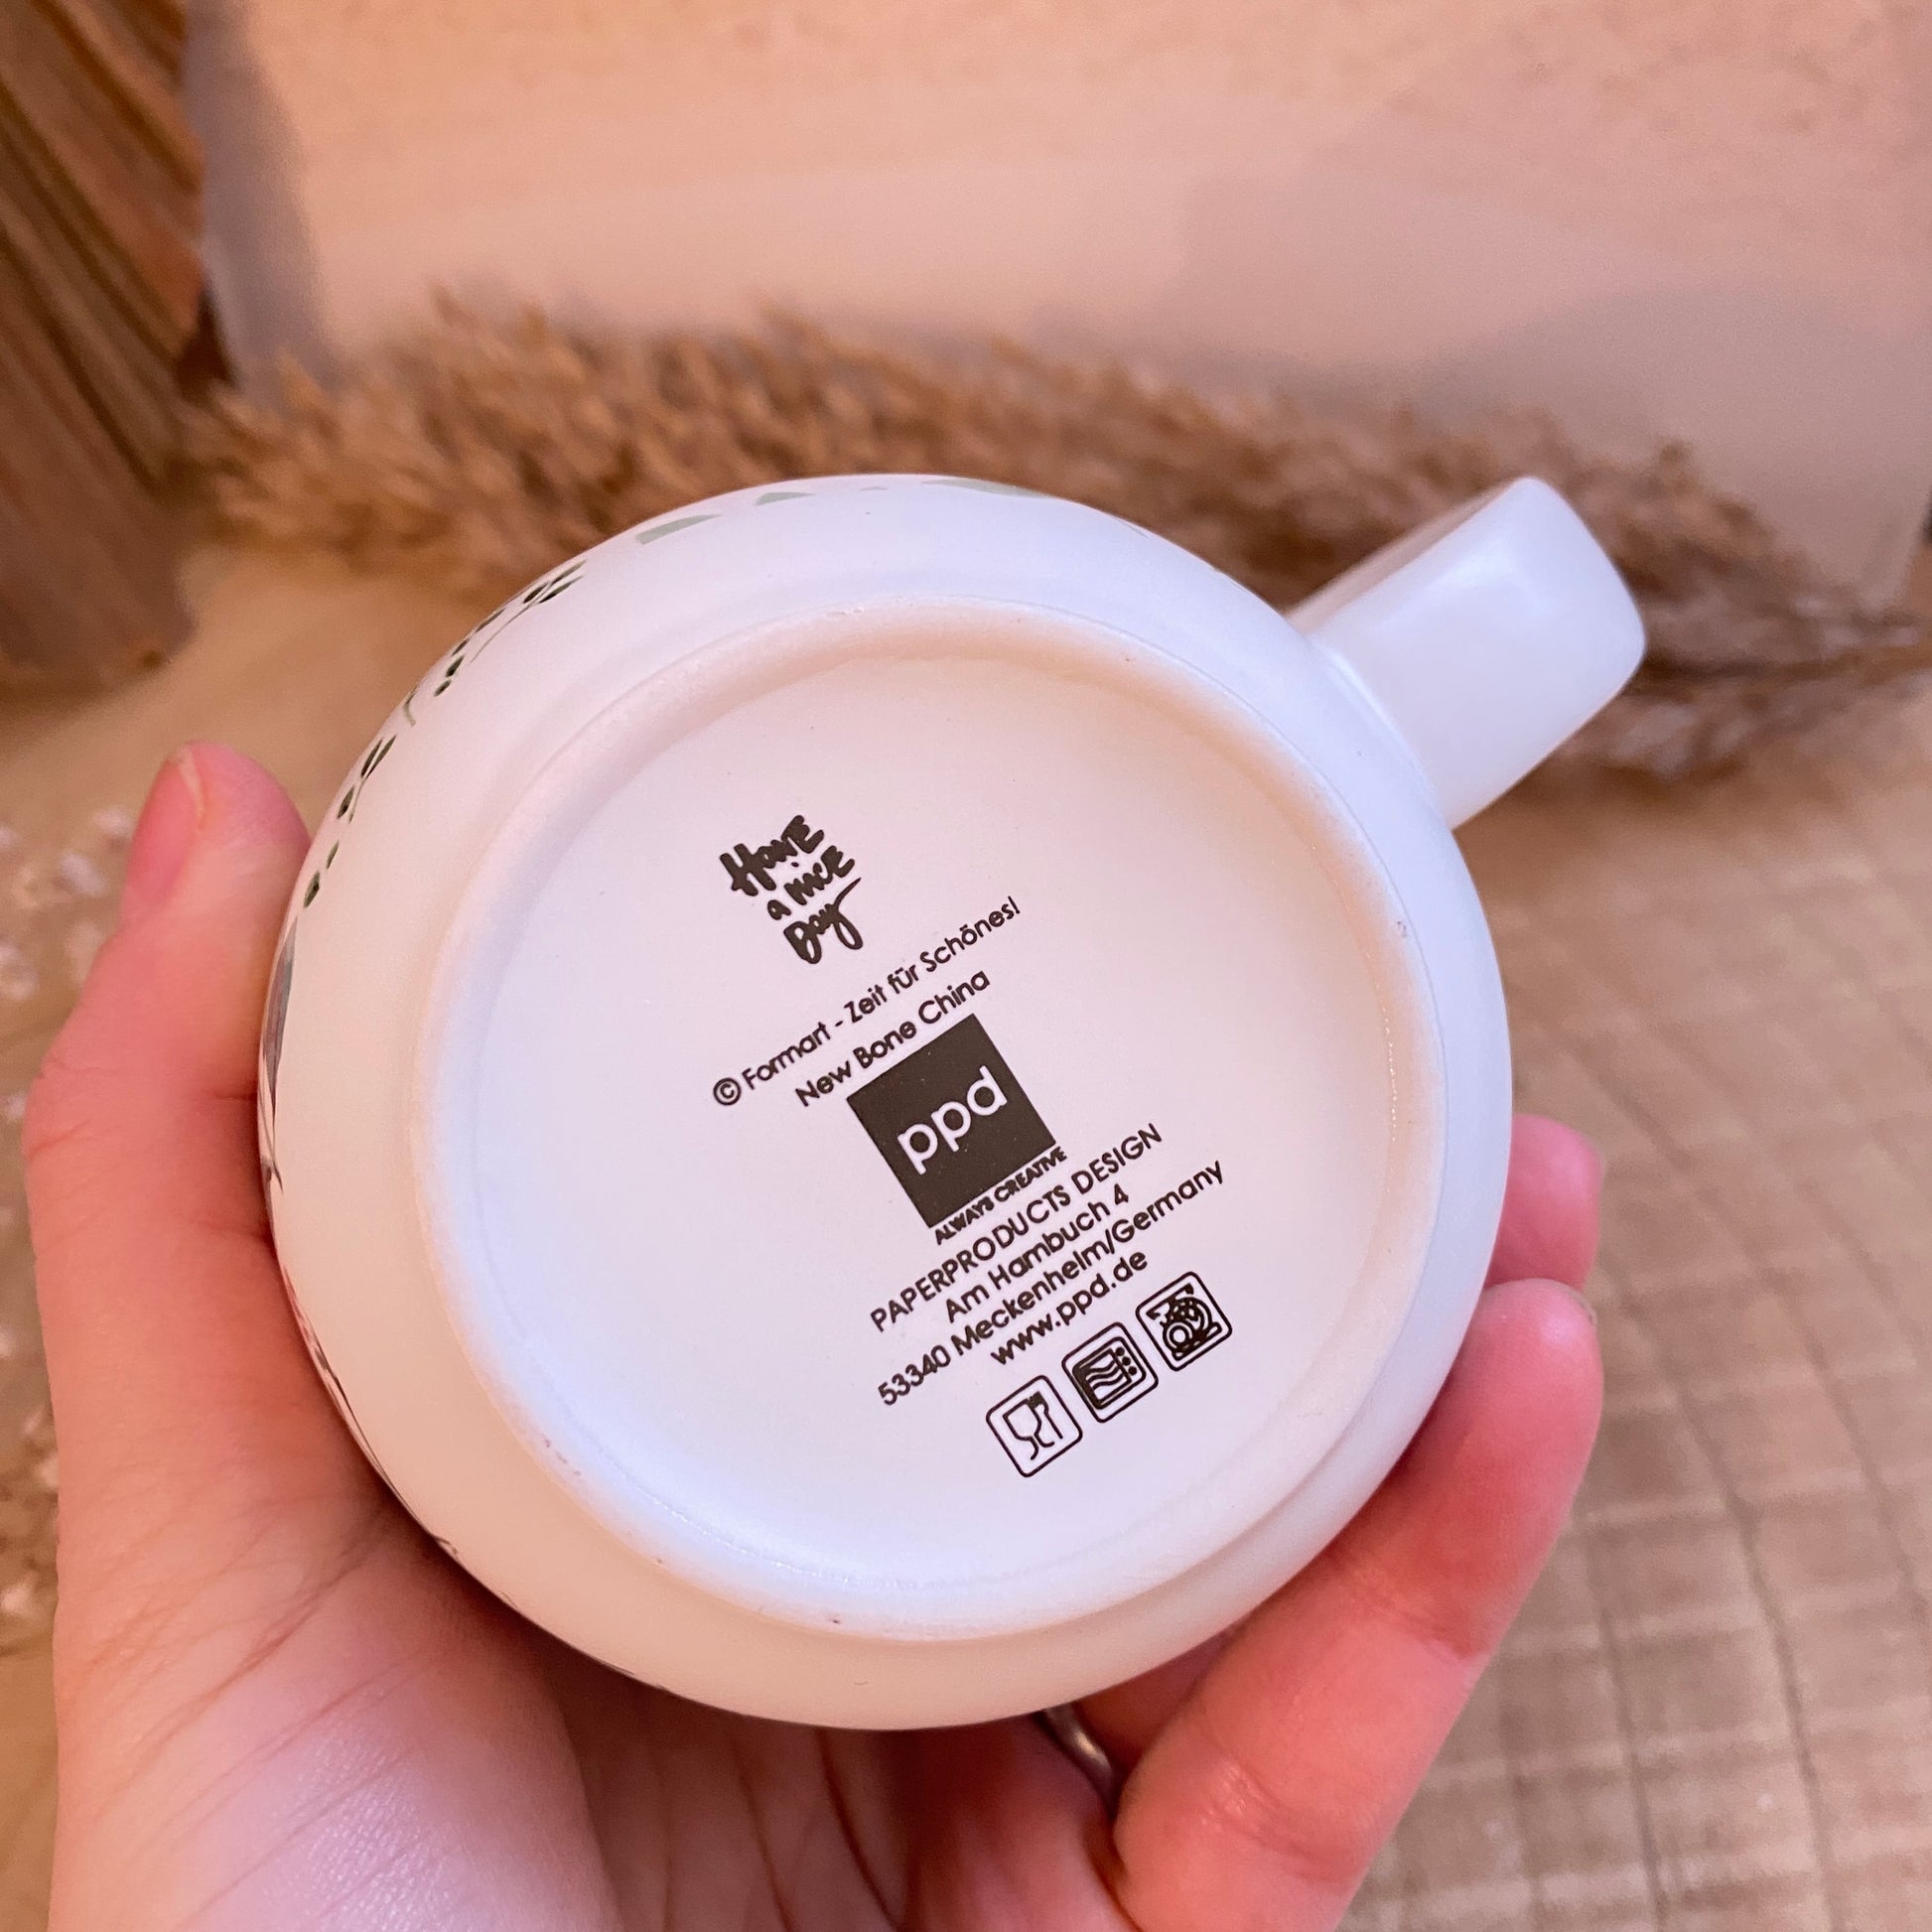 Have
a nice
Day
© Formart - Zeit für Schönes!
New Bone China
ppd
ALWAYS CREATIVE
PAPERPRODUCTS DESIGN
Am Hambuch 4
53340 Meckenheim/Germany
www.ppd.de